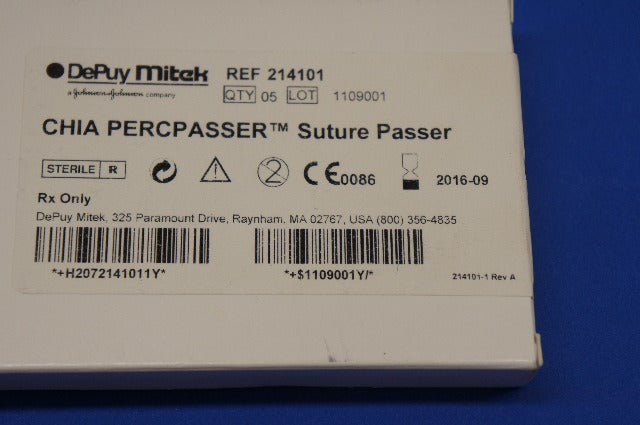 DePuy Mitek REF 214101
a Johnson & Johnson company QTY 05 LOT 1109001
CHIA PERCPASSER™ Suture Passer
STERILE R 2 CE0086 2016-09
Rx Only
DePuy Mitek, 325 Paramount Drive, Raynham, MA 02767, USA (800) 356-4835
*+H2072141011Y* *+$1109001Y/*
214101-1 Rev A